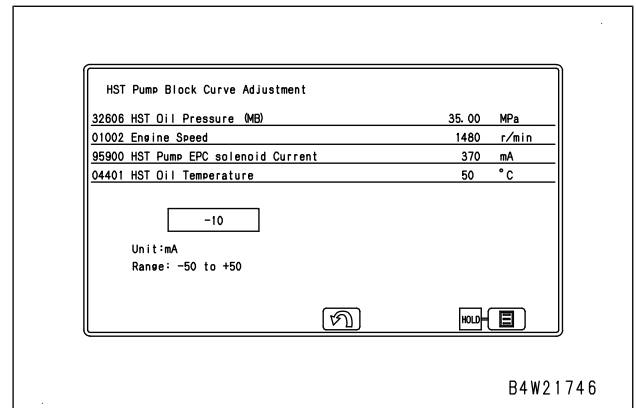 HST Pump Block Curve Adjustment
32606 HST Oil Pressure (MB) 35.00 MPa
01002 Engine Speed 1480 r/min
95900 HST Pump EPC solenoid Current 370 mA
04401 HST Oil Temperature 50 °C
-10
Unit:mA
Range: -50 to +50
HOLD
B4W21746